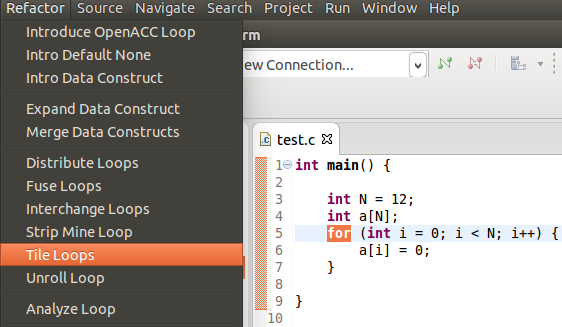 Refactor Source Navigate Search Project Run Window Help
Introduce OpenACC Loop
Intro Default None
Intro Data Construct
Expand Data Construct
Merge Data Constructs
Distribute Loops
Fuse Loops
Interchange Loops
Strip Mine Loop
Tile Loops
Unroll Loop
Analyze Loop
rm
ew Connection...
.c test.c
1 int main() {
2
3 int N = 12;
4 int a[N];
5 for (int i = 0; i < N; i++) {
6 a[i] = 0;
7 }
8
9 }
10